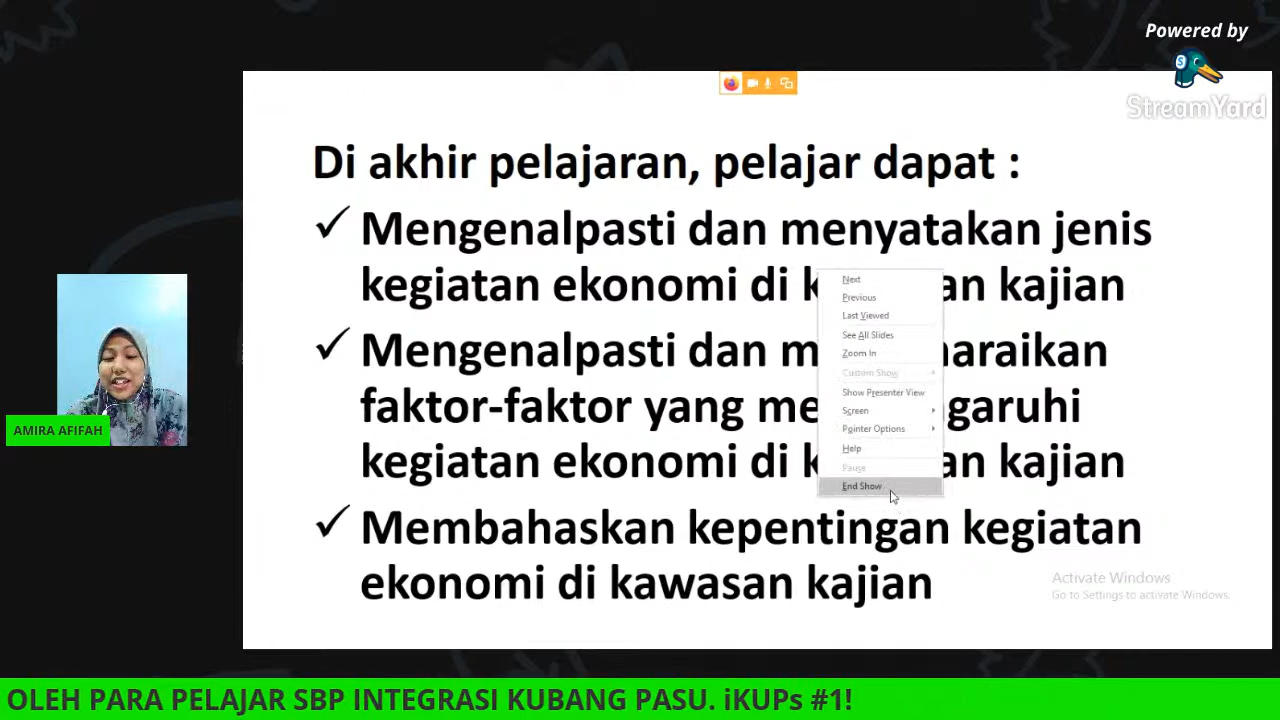 Powered by
StreamYard
Di akhir pelajaran, pelajar dapat :
✓ Mengenalpasti dan menyatakan jenis
kegiatan ekonomi di k an kajian
✓ Mengenalpasti dan m araikan
faktor-faktor yang me garuhi
kegiatan ekonomi di k an kajian
✓ Membahaskan kepentingan kegiatan
ekonomi di kawasan kajian
Next
Previous
Last Viewed
See All Slides
Zoom In
Custom Show
Show Presenter View
Screen
Pointer Options
Help
Pause
End Show
Activate Windows
Go to Settings to activate Windows.
AMIRA AFIFAH
OLEH PARA PELAJAR SBP INTEGRASI KUBANG PASU. iKUPs #1!